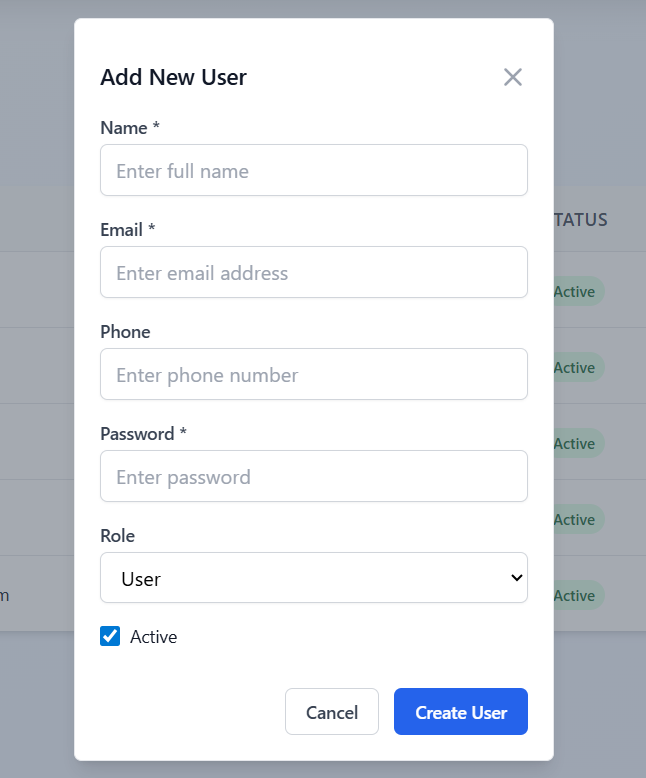 Add New User
Name *
Enter full name
Email *
Enter email address
Phone
Enter phone number
Password *
Enter password
Role
User
Active
Cancel
Create User
TATUS
Active
Active
Active
Active
m
Active